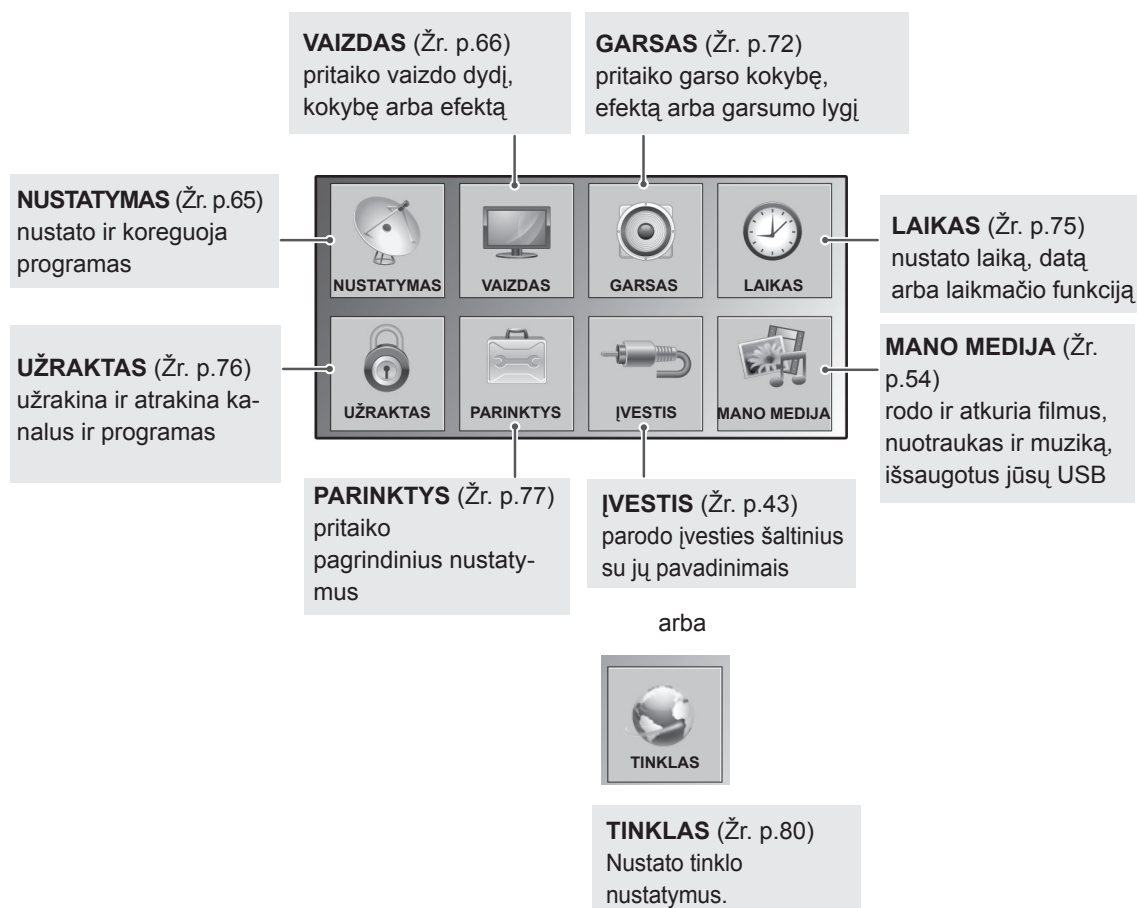 VAIZDAS (Žr. p.66)
pritaiko vaizdo dydį,
kokybę arba efektą
GARSAS (Žr. p.72)
pritaiko garso kokybę,
efektą arba garsumo lygį
NUSTATYMAS (Žr. p.65)
nustato ir koreguoja
programas
LAIKAS (Žr. p.75)
nustato laiką, datą
arba laikmačio funkciją
NUSTATYMAS
VAIZDAS
GARSAS
LAIKAS
UŽRAKTAS (Žr. p.76)
užrakina ir atrakina ka-
nalus ir programas
MANO MEDIJA (Žr.
p.54)
rodo ir atkuria filmus,
nuotraukas ir muziką,
išsaugotus jūsų USB
UŽRAKTAS
PARINKTYS
ĮVESTIS
MANO MEDIJA
PARINKTYS (Žr. p.77)
pritaiko
pagrindinius nustaty-
mus
ĮVESTIS (Žr. p.43)
parodo įvesties šaltinius
su jų pavadinimais
arba
TINKLAS
TINKLAS (Žr. p.80)
Nustato tinklo
nustatymus.